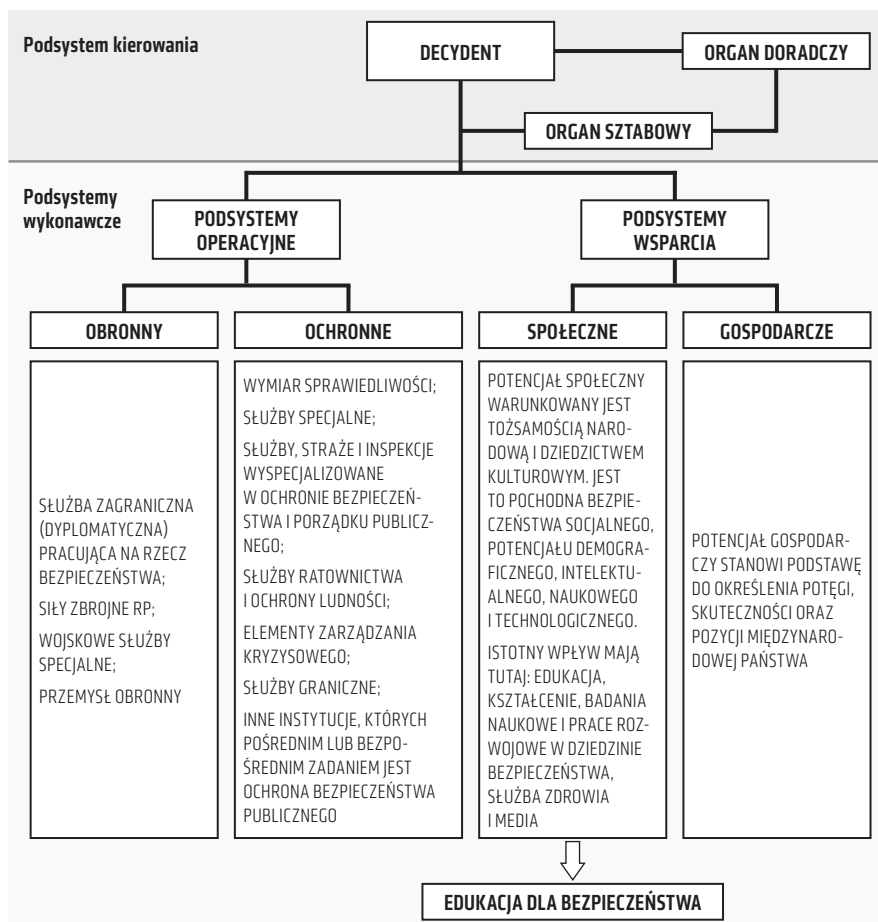 Podsystem kierowania
DECYDENT
ORGAN DORADCZY
ORGAN SZTABOWY
Podsystemy
wykonawcze
PODSYSTEMY
OPERACYJNE
PODSYSTEMY
WSPARCIA
OBRONNY
SŁUŻBA ZAGRANICZNA
(DYPLOMATYCZNA)
PRACUJĄCA NA RZECZ
BEZPIECZEŃSTWA;
SIŁY ZBROJNE RP;
WOJSKOWE SŁUŻBY
SPECJALNE;
PRZEMYSŁ OBRONNY
OCHRONNE
WYMIAR SPRAWIEDLIWOŚCI;
SŁUŻBY SPECJALNE;
SŁUŻBY, STRAŻE I INSPEKCJE
WYSPECJALIZOWANE
W OCHRONIE BEZPIECZEŃ-
STWA I PORZĄDKU PUBLICZ-
NEGO;
SŁUŻBY RATOWNICTWA
I OCHRONY LUDNOŚCI;
ELEMENTY ZARZĄDZANIA
KRYZYSOWEGO;
SŁUŻBY GRANICZNE;
INNE INSTYTUCJE, KTÓRYCH
POŚREDNIM LUB BEZPO-
ŚREDNIM ZADANIEM JEST
OCHRONA BEZPIECZEŃSTWA
PUBLICZNEGO
SPOŁECZNE
POTENCJAŁ SPOŁECZNY
WARUNKOWANY JEST
TOŻSAMOŚCIĄ NARO-
DOWĄ I DZIEDZICTWEM
KULTUROWYM. JEST
TO POCHODNA BEZPIE-
CZEŃSTWA SOCJALNEGO,
POTENCJAŁU DEMOGRA-
FICZNEGO, INTELEKTU-
ALNEGO, NAUKOWEGO
I TECHNOLOGICZNEGO.
ISTOTNY WPŁYW MAJĄ
TUTAJ: EDUKACJA,
KSZTAŁCENIE, BADANIA
NAUKOWE I PRACE ROZ-
WOJOWE W DZIEDZINIE
BEZPIECZEŃSTWA,
SŁUŻBA ZDROWIA
I MEDIA
GOSPODARCZE
POTENCJAŁ GOSPODAR-
CZY STANOWI PODSTAWĘ
DO OKREŚLENIA POTĘGI,
SKUTECZNOŚCI ORAZ
POZYCJI MIĘDZYNARO-
DOWEJ PAŃSTWA
EDUKACJA DLA BEZPIECZEŃSTWA